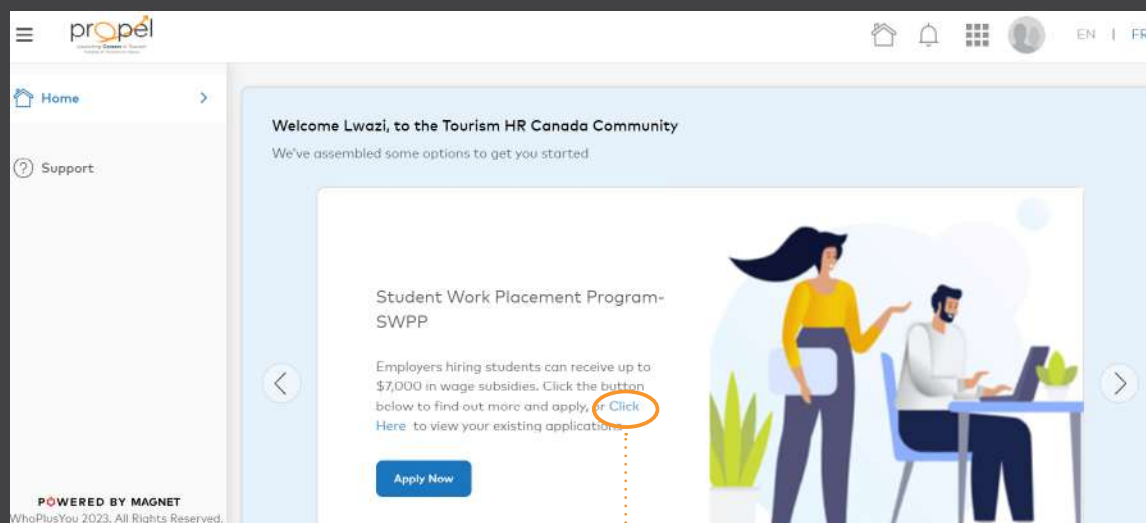 propel
EN | FR
Home
Support
Welcome Lwazi, to the Tourism HR Canada Community
We've assembled some options to get you started
Student Work Placement Program-
SWPP
Employers hiring students can receive up to
$7,000 in wage subsidies. Click the button
below to find out more and apply, or Click
Here to view your existing applications
Apply Now
POWERED BY MAGNET
WhoPlusYou 2023. All Rights Reserved.